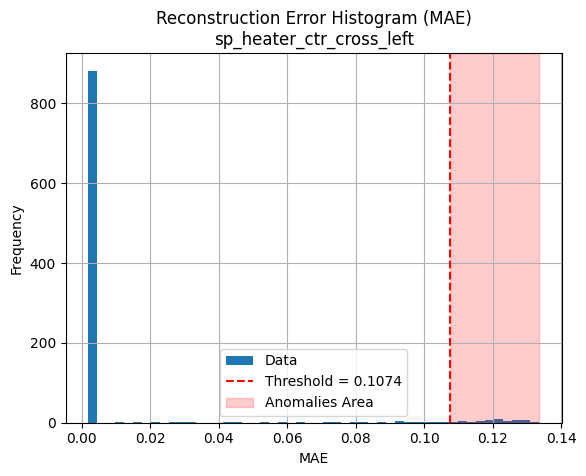 Reconstruction Error Histogram (MAE)
sp_heater_ctr_cross_left
800
600
400
200
0
Frequency
Data
Threshold = 0.1074
Anomalies Area
0.00 0.02 0.04 0.06 0.08 0.10 0.12 0.14
MAE